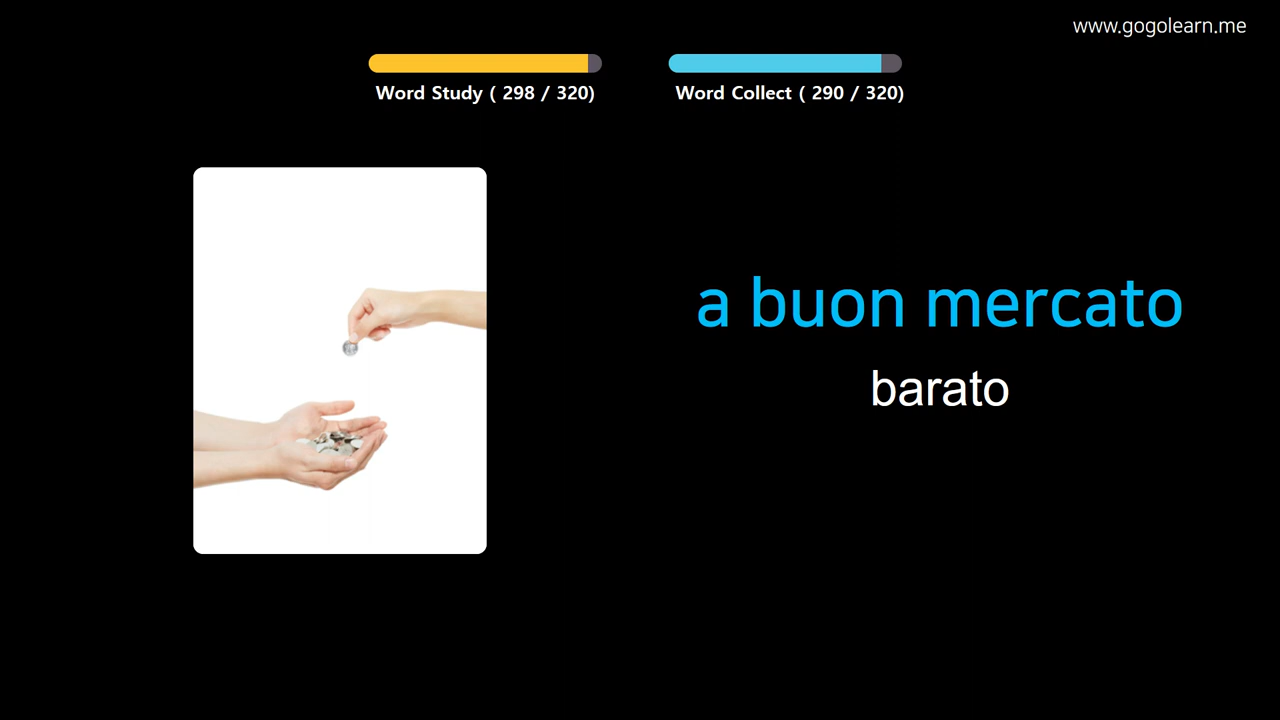 www.gogolearn.me
Word Study ( 298 / 320)
Word Collect ( 290 / 320)
a buon mercato
barato